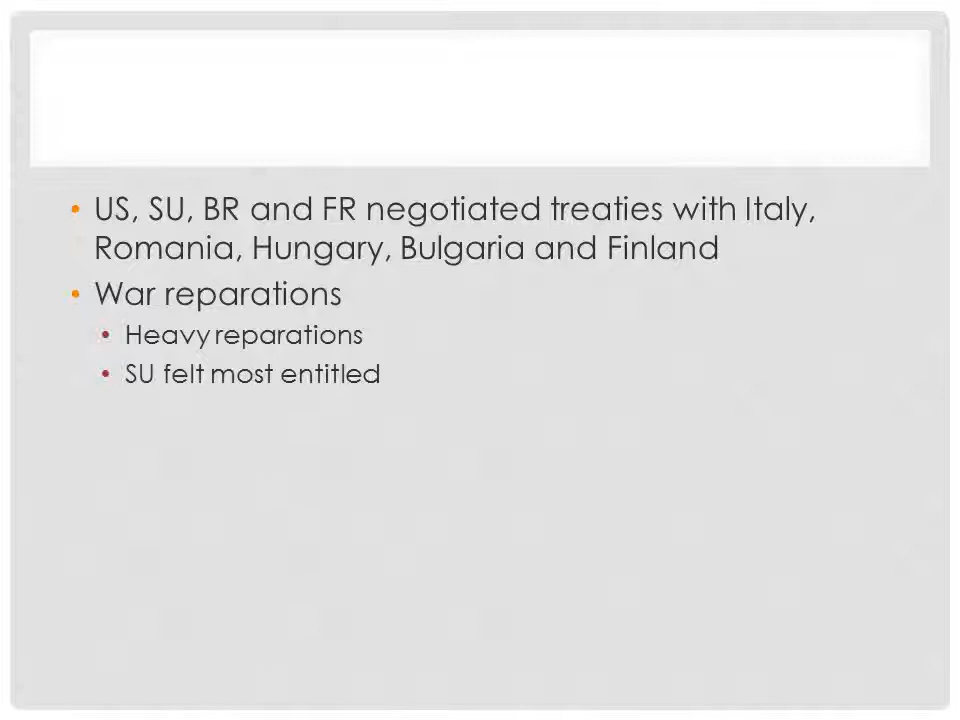 • US, SU, BR and FR negotiated treaties with Italy,
Romania, Hungary, Bulgaria and Finland
• War reparations
• Heavy reparations
• SU felt most entitled